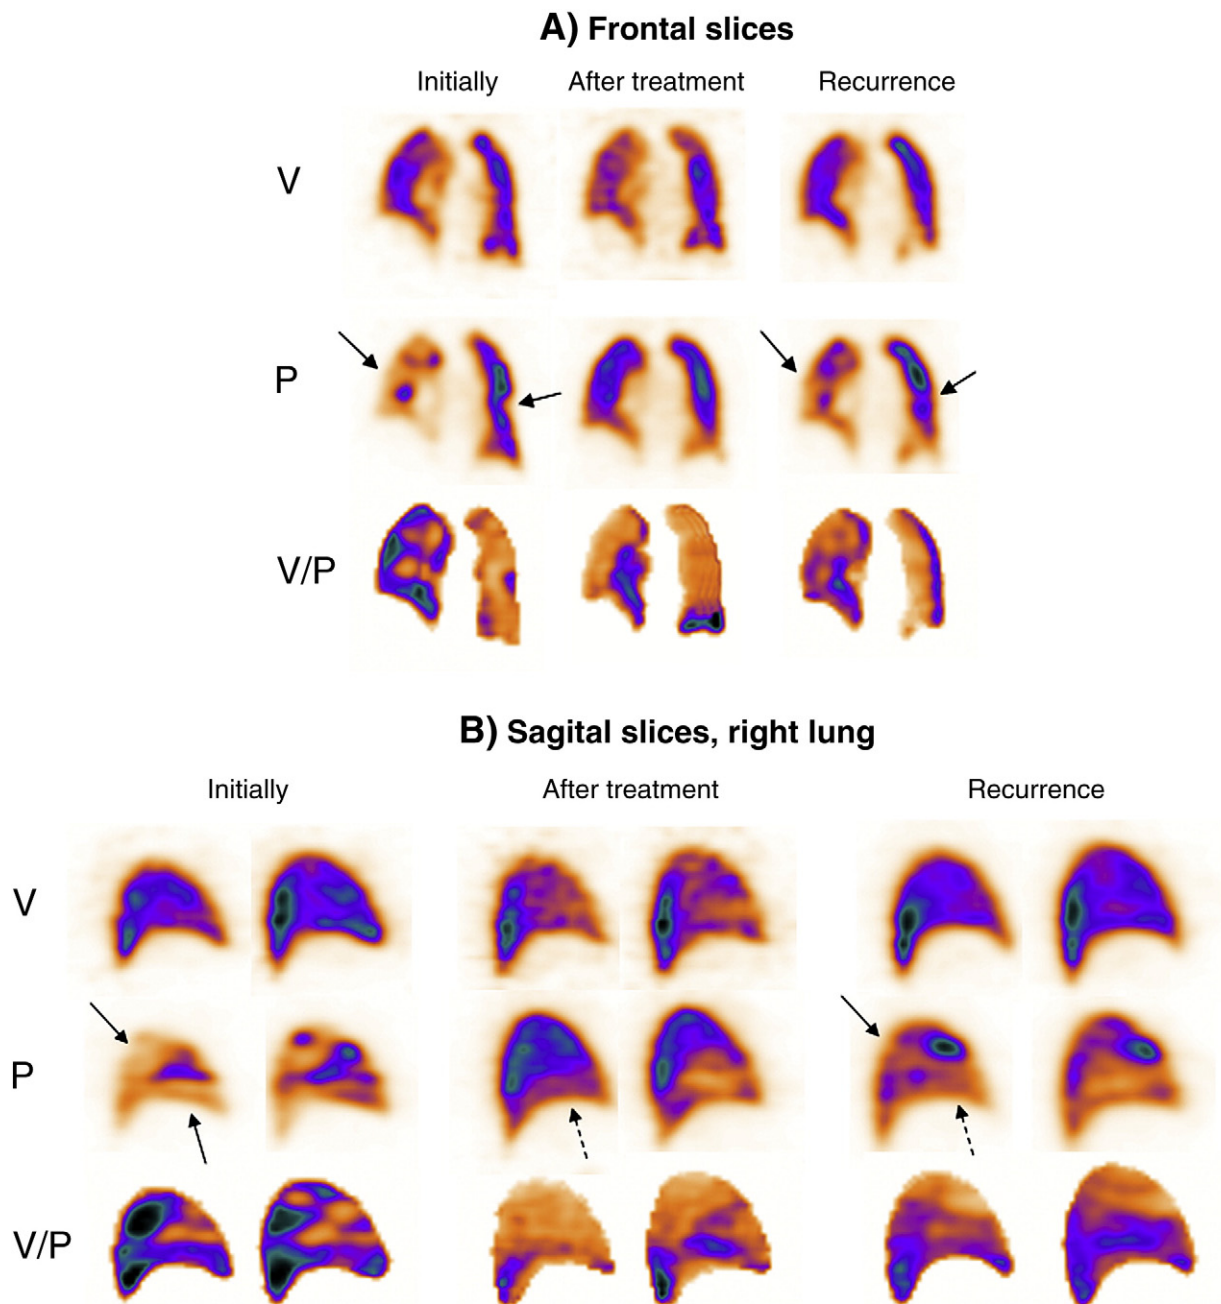 A) Frontal slices
Initially After treatment Recurrence
V
P
V/P
B) Sagital slices, right lung
Initially After treatment Recurrence
V
P
V/P